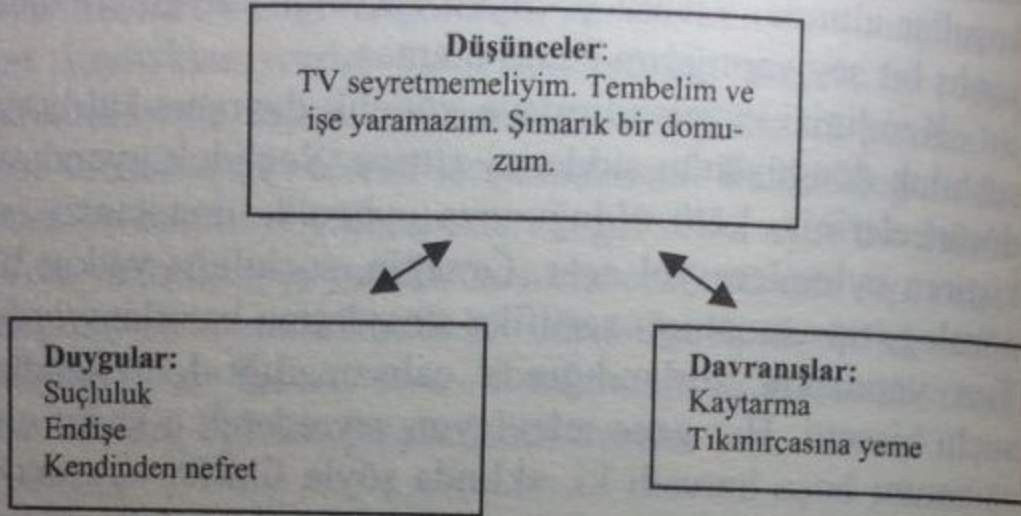 Düşünceler:
TV seyretmemeliyim. Tembelim ve
işe yaramazım. Şımarık bir domu-
zum.
Duygular:
Suçluluk
Endişe
Kendinden nefret
Davranışlar:
Kaytarma
Tıkınırcasına yeme